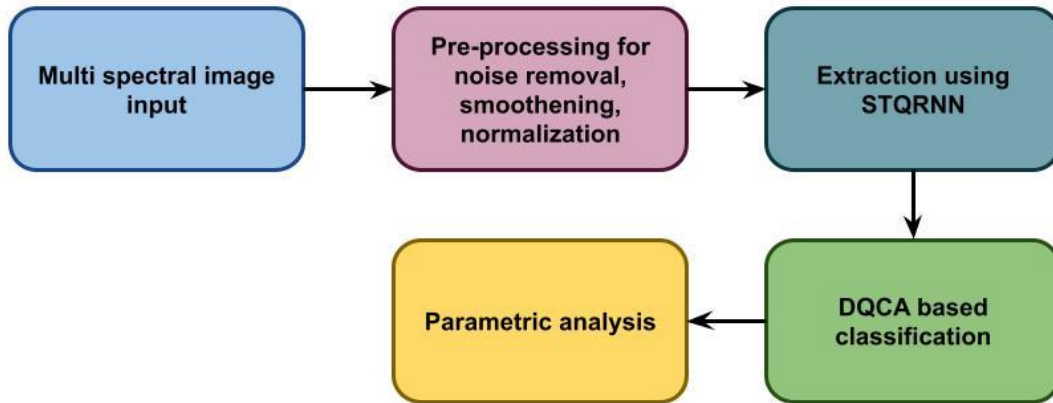 Multi spectral image
input
Pre-processing for
noise removal,
smoothening,
normalization
Extraction using
STQRNN
DQCA based
classification
Parametric analysis